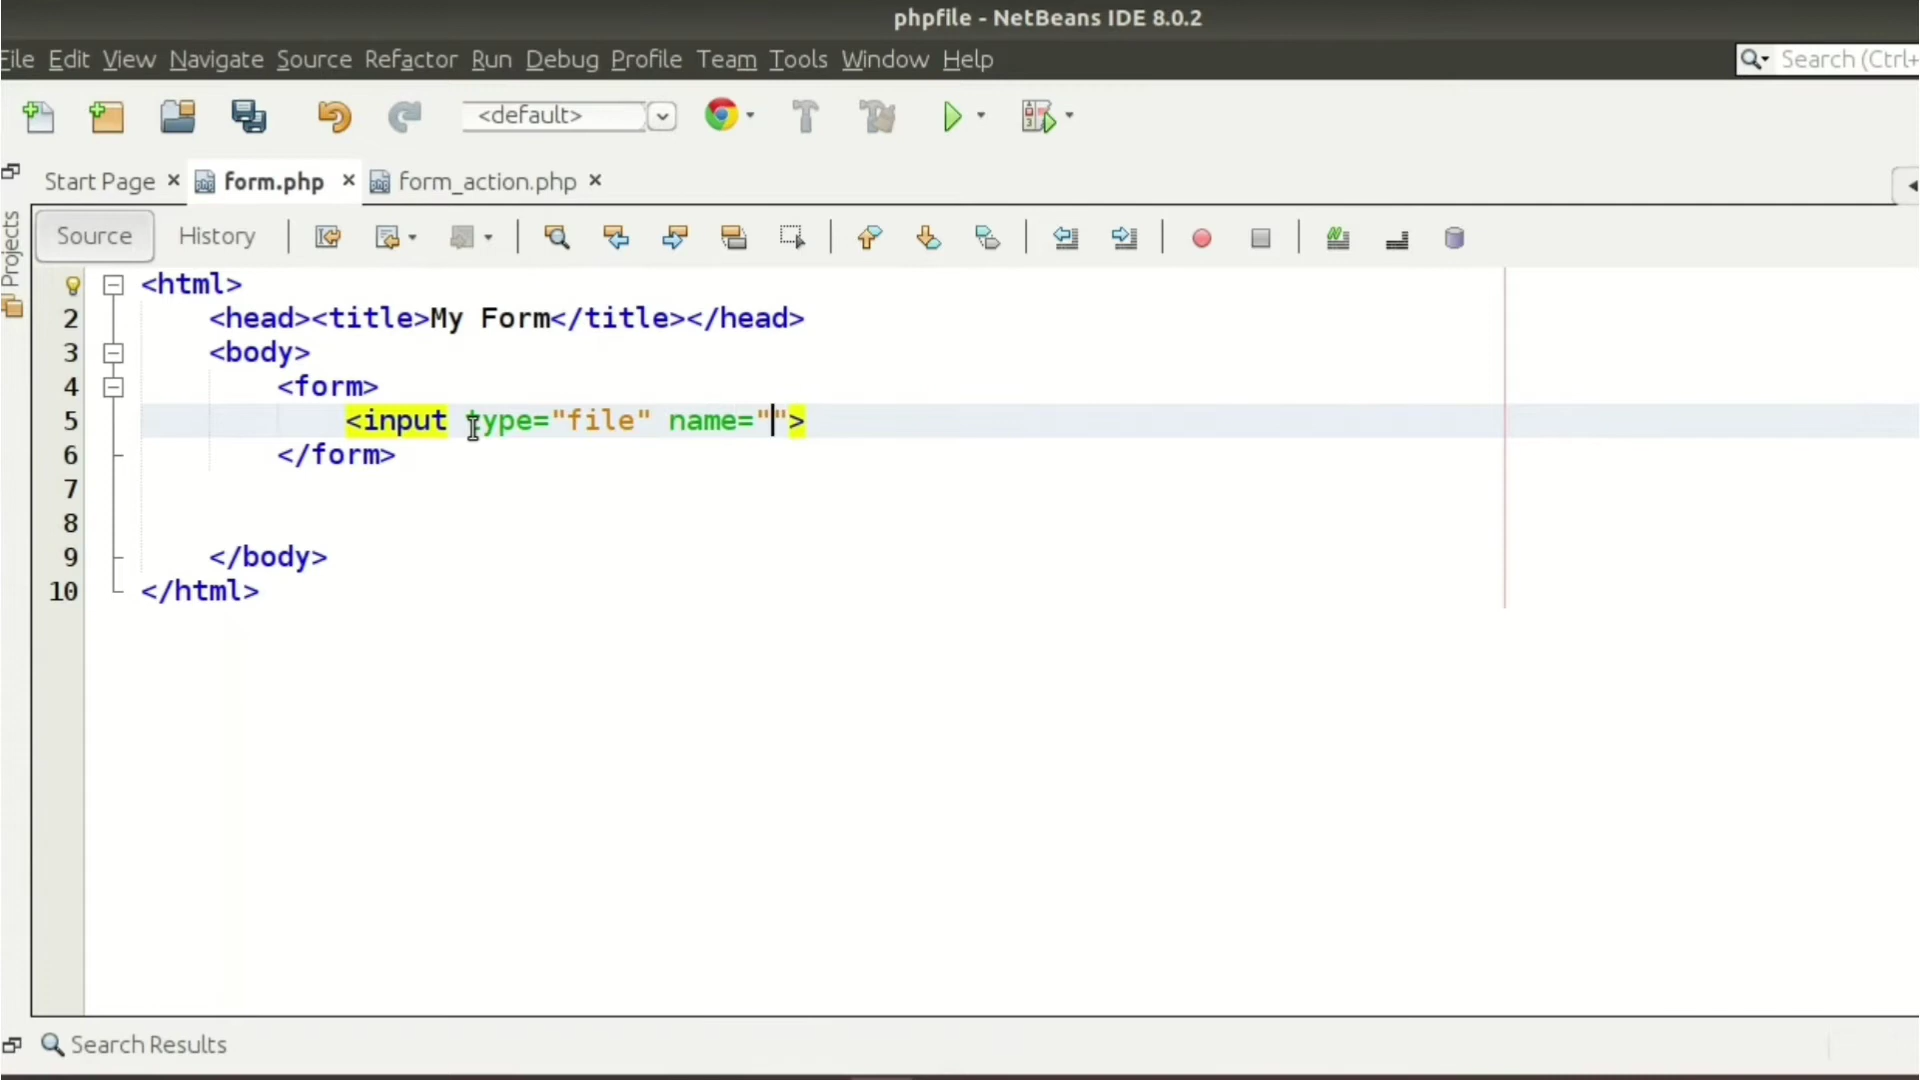 phpfile - NetBeans IDE 8.0.2
File Edit View Navigate Source Refactor Run Debug Profile Team Tools Window Help
Search (Ctrl+
<default>
Start Page × form.php × form_action.php ×
Projects
Source History
<html>
2 <head><title>My Form</title></head>
3 <body>
4 <form>
5 <input type="file" name="">
6 </form>
7
8
9 </body>
10 </html>
Search Results